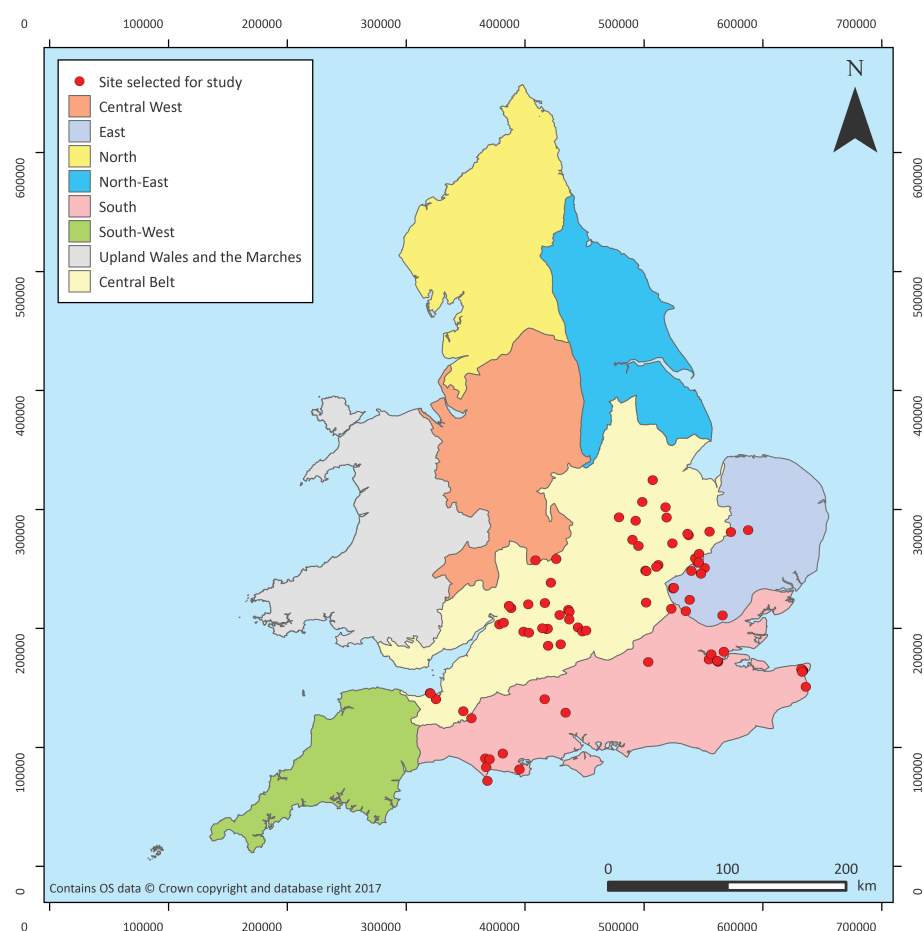 0 100000 200000 300000 400000 500000 600000 700000
N
Site selected for study
Central West
East
North
North-East
South
South-West
Upland Wales and the Marches
Central Belt
600000 600000
500000 500000
400000 400000
300000 300000
200000 200000
100000 100000
0 0
0 100 200
km
Contains OS data © Crown copyright and database right 2017
0 100000 200000 300000 400000 500000 600000 700000